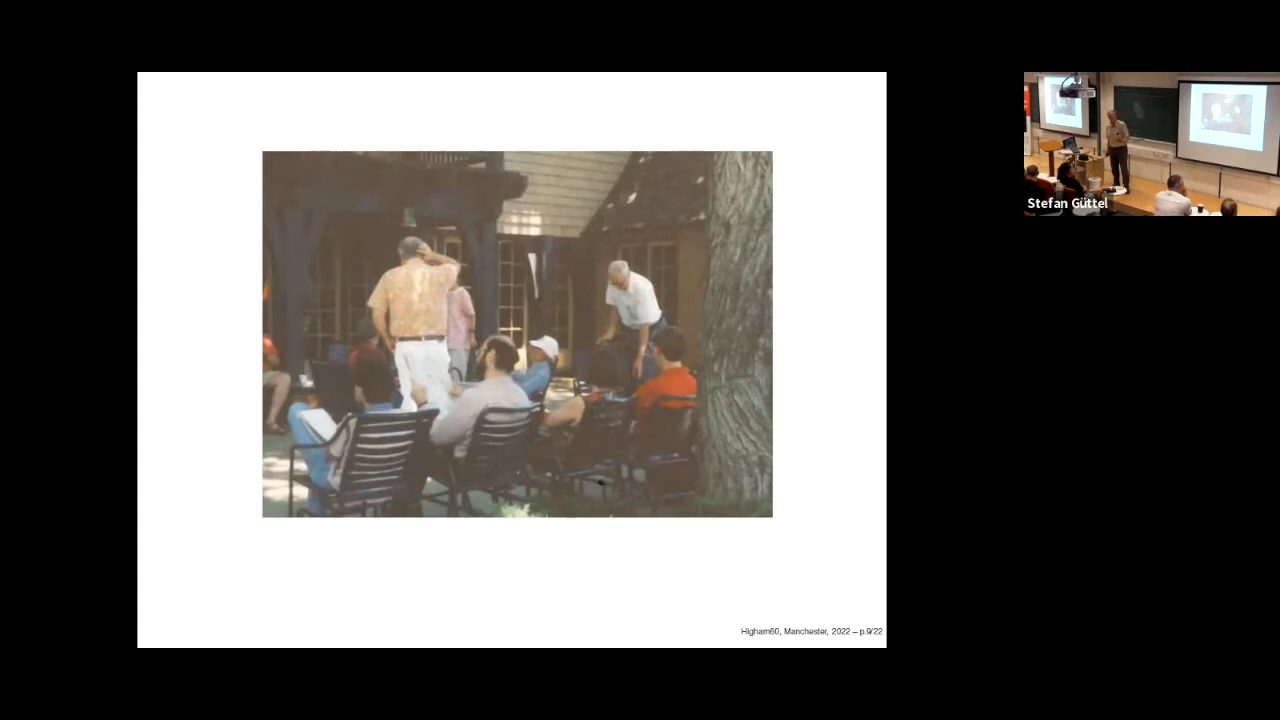 Stefan Güttel
Higham60, Manchester, 2022 – p.9/22